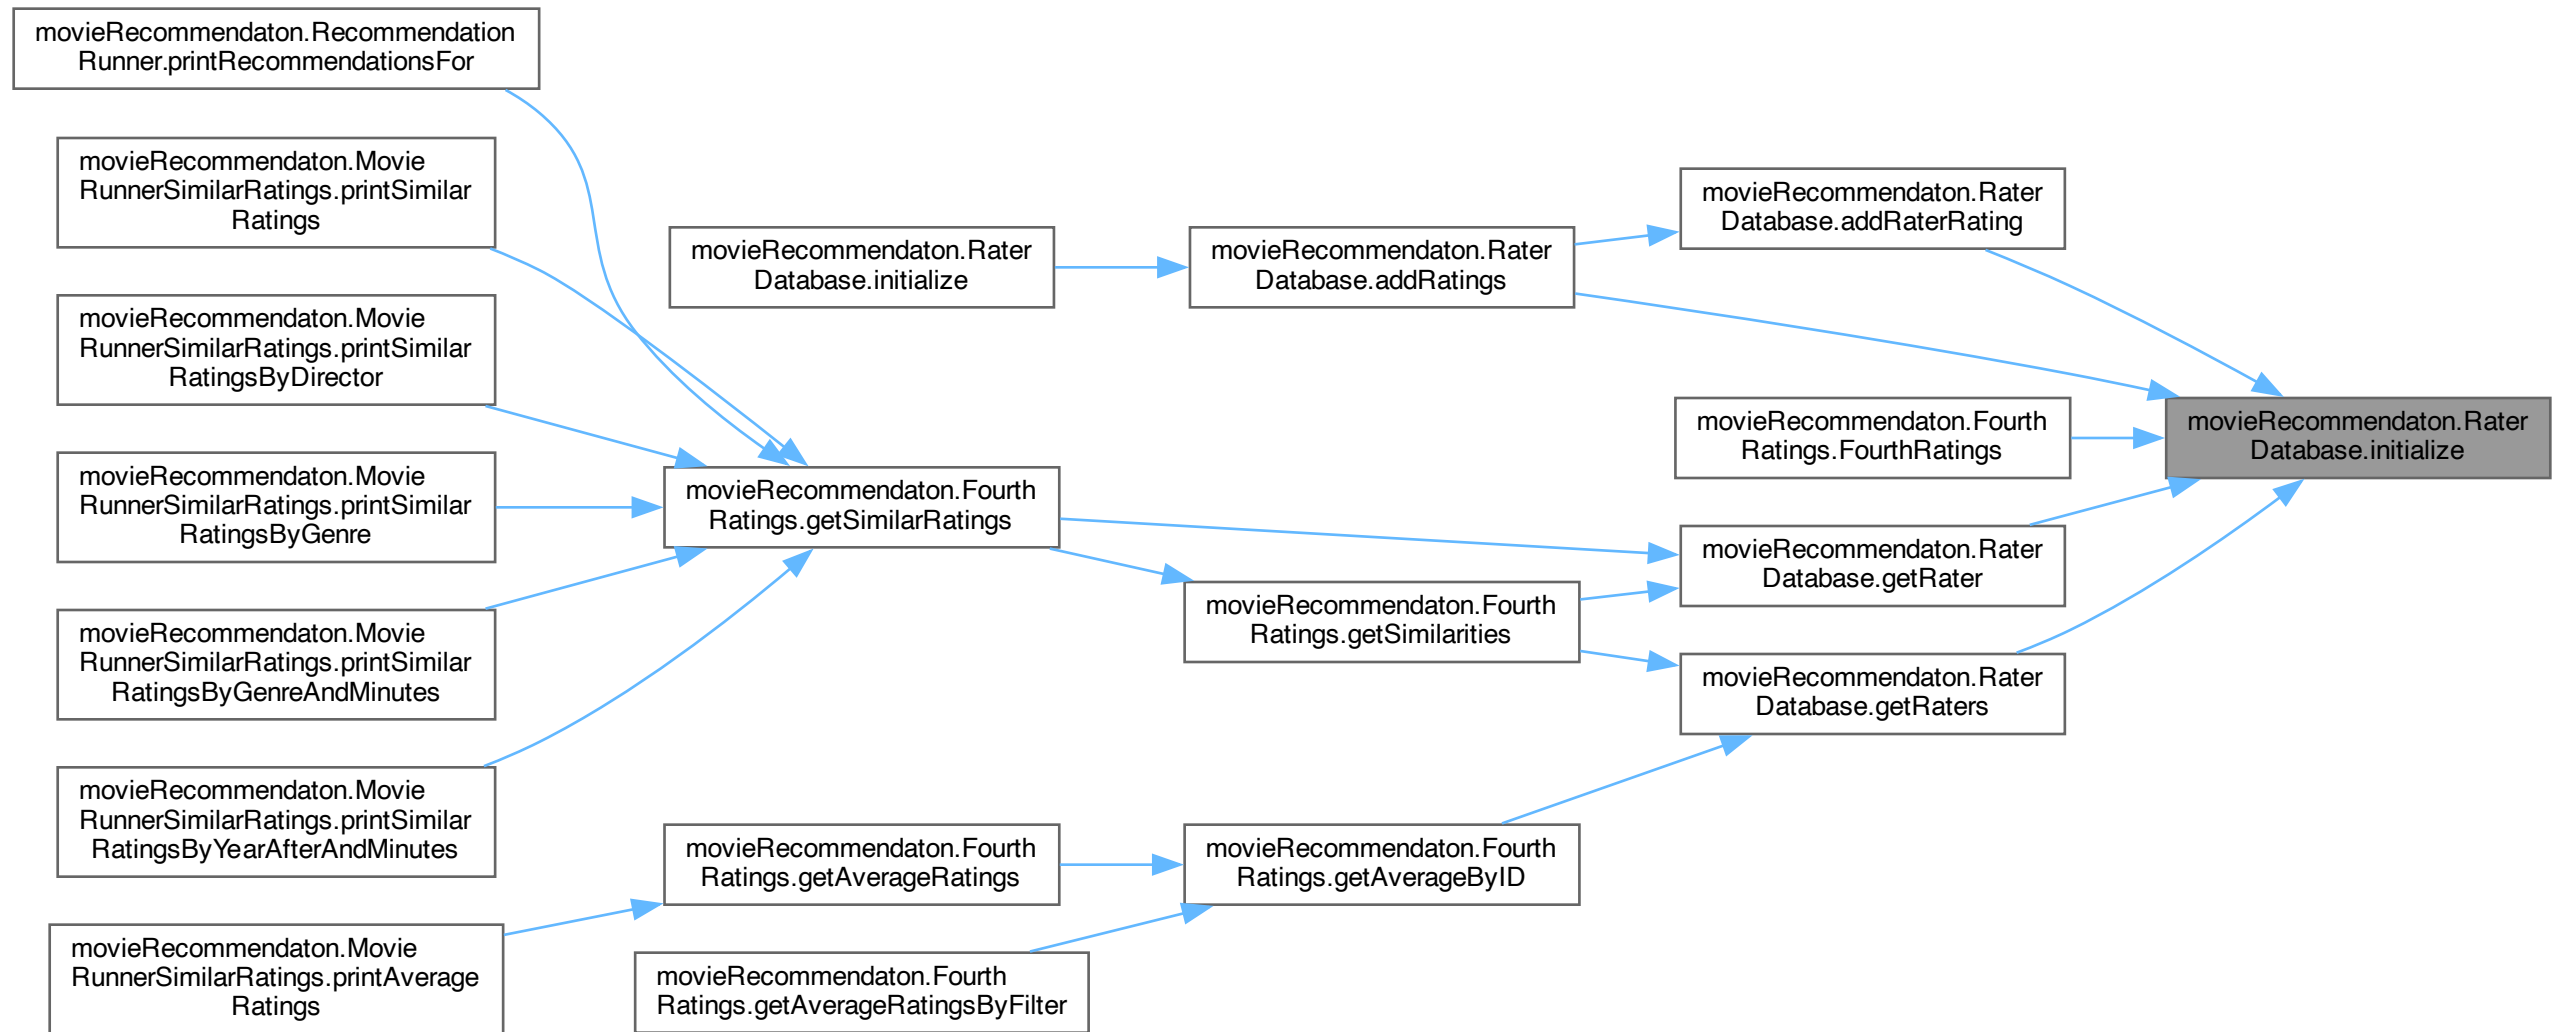 movieRecommendaton.Recommendation
Runner.printRecommendationsFor
movieRecommendaton.Movie
RunnerSimilarRatings.printSimilar
Ratings
movieRecommendaton.Movie
RunnerSimilarRatings.printSimilar
RatingsByDirector
movieRecommendaton.Movie
RunnerSimilarRatings.printSimilar
RatingsByGenre
movieRecommendaton.Movie
RunnerSimilarRatings.printSimilar
RatingsByGenreAndMinutes
movieRecommendaton.Movie
RunnerSimilarRatings.printSimilar
RatingsByYearAfterAndMinutes
movieRecommendaton.Movie
RunnerSimilarRatings.printAverage
Ratings
movieRecommendaton.Rater
Database.initialize
movieRecommendaton.Fourth
Ratings.getSimilarRatings
movieRecommendaton.Fourth
Ratings.getAverageRatings
movieRecommendaton.Fourth
Ratings.getAverageRatingsByFilter
movieRecommendaton.Rater
Database.addRatings
movieRecommendaton.Fourth
Ratings.getSimilarities
movieRecommendaton.Fourth
Ratings.getAverageByID
movieRecommendaton.Rater
Database.addRaterRating
movieRecommendaton.Fourth
Ratings.FourthRatings
movieRecommendaton.Rater
Database.getRater
movieRecommendaton.Rater
Database.getRaters
movieRecommendaton.Rater
Database.initialize